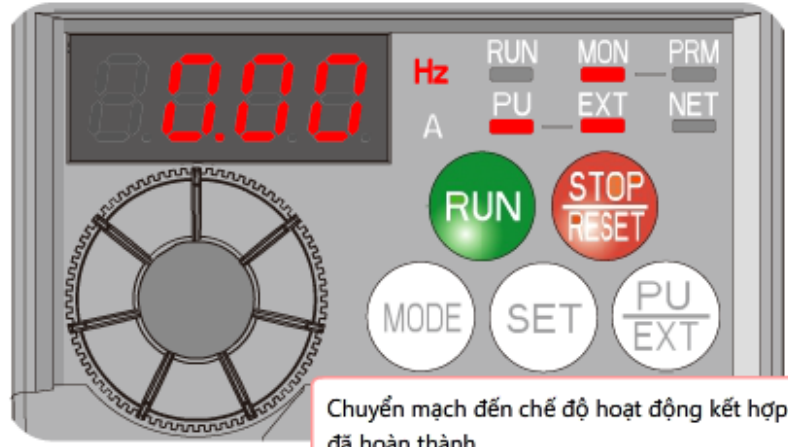 0.00
Hz RUN MON PRM
A PU EXT NET
RUN STOP
RESET
MODE SET PU
EXT
Chuyển mạch đến chế độ hoạt động kết hợp
đã hoàn thành